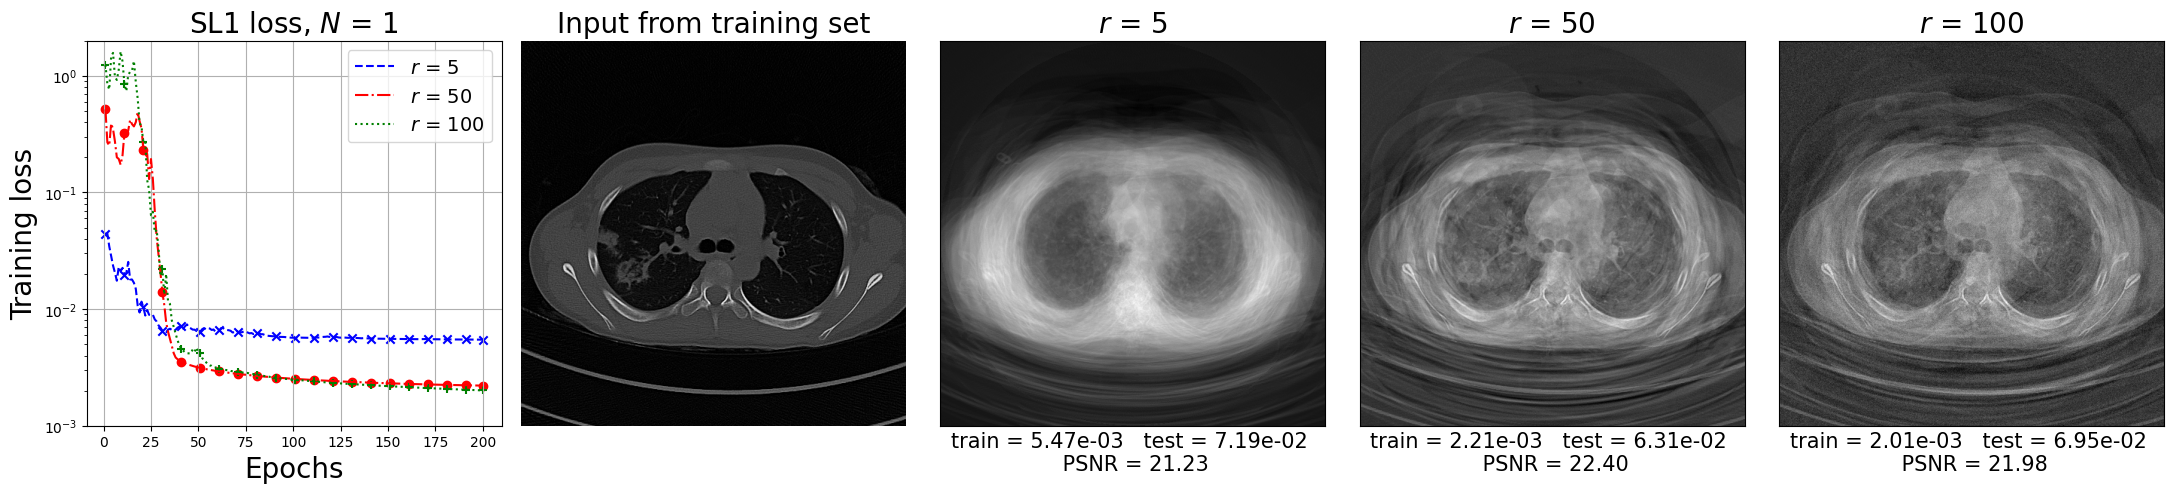 SL1 loss, N = 1
Training loss
10⁰
10⁻¹
10⁻²
10⁻³
r = 5
r = 50
r = 100
0 25 50 75 100 125 150 175 200
Epochs
Input from training set
r = 5
train = 5.47e-03 test = 7.19e-02
PSNR = 21.23
r = 50
train = 2.21e-03 test = 6.31e-02
PSNR = 22.40
r = 100
train = 2.01e-03 test = 6.95e-02
PSNR = 21.98